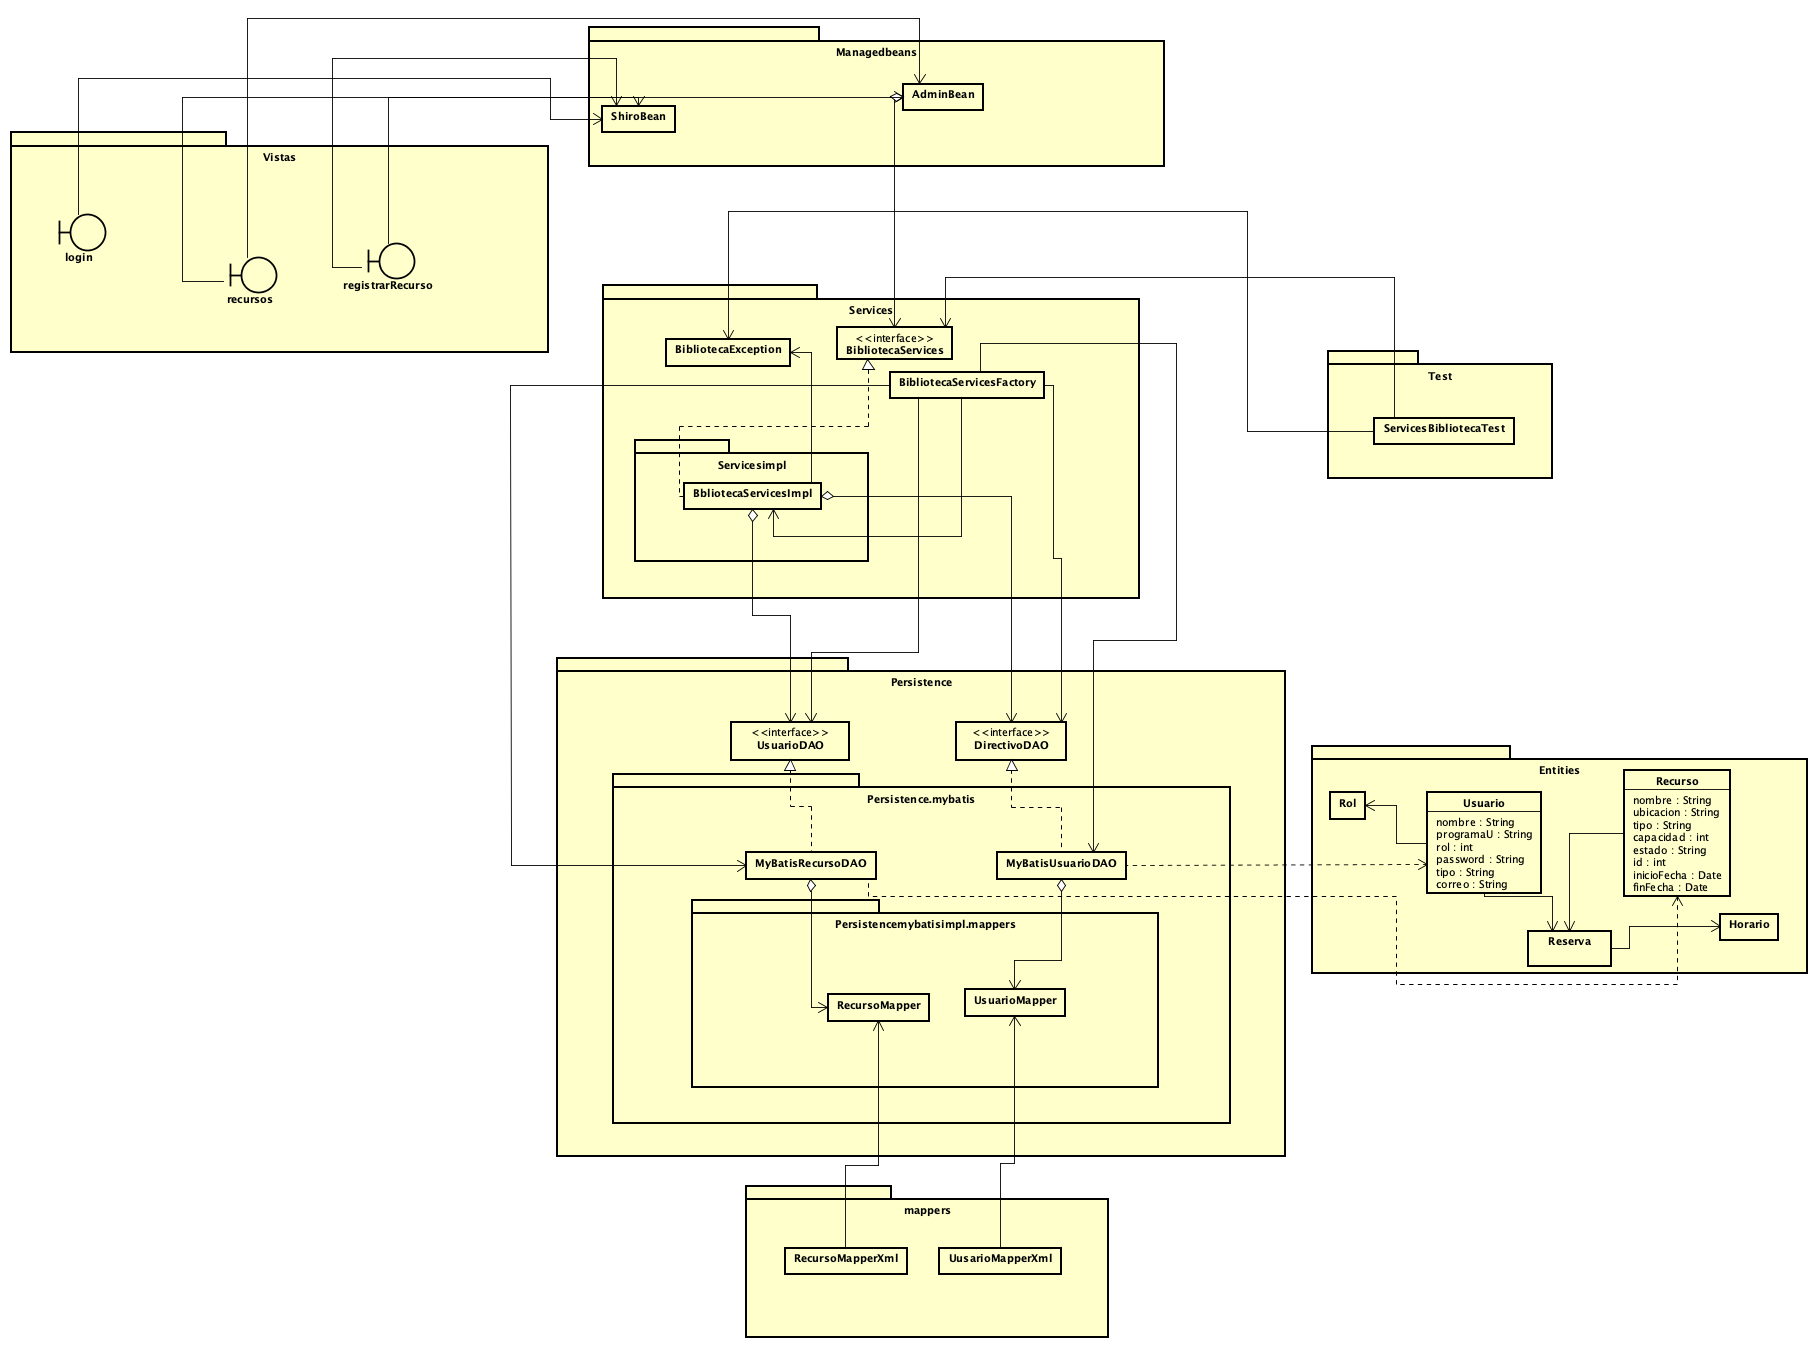 Managedbeans
AdminBean
ShiroBean
Vistas
login
recursos
registrarRecurso
Services
BibliotecaException
<<interface>>
BibliotecaServices
BibliotecaServicesFactory
Servicesimpl
BbliotecaServicesImpl
Test
ServicesBibliotecaTest
Persistence
<<interface>>
UsuarioDAO
<<interface>>
DirectivoDAO
Persistence.mybatis
MyBatisRecursoDAO
MyBatisUsuarioDAO
Persistencemybatisimpl.mappers
RecursoMapper
UsuarioMapper
Entities
Rol
Usuario
nombre : String
programaU : String
rol : int
password : String
tipo : String
correo : String
Recurso
nombre : String
ubicacion : String
tipo : String
capacidad : int
estado : String
id : int
inicioFecha : Date
finFecha : Date
Reserva
Horario
mappers
RecursoMapperXml
UusarioMapperXml